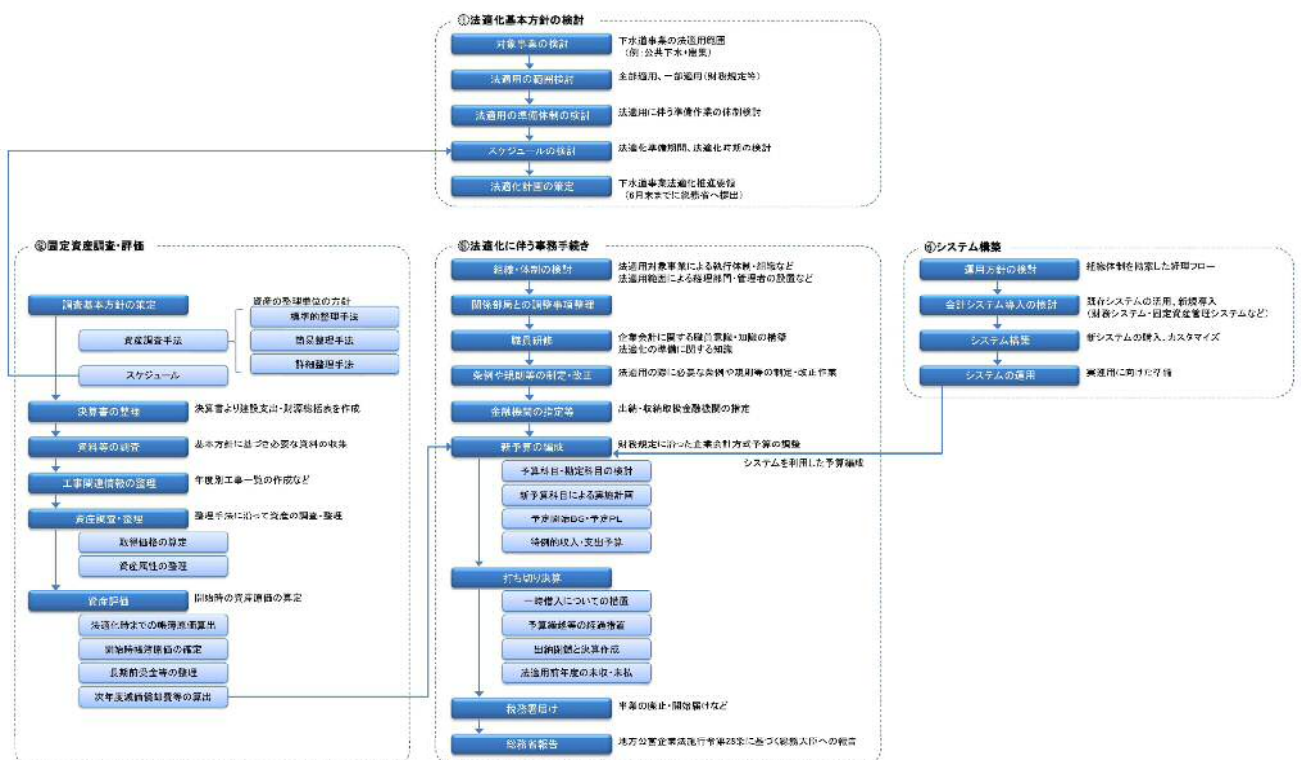 ①法適化基本方針の検討
対象事業の検討
下水道事業の法適用範囲
(例:公共下水+農集)
法適用の範囲検討
全部適用、一部適用(財務規定等)
法適用の準備体制の検討
法適用に伴う準備作業の体制検討
スケジュールの検討
法適化準備期間、法適化時期の検討
法適化計画の策定
下水道事業法適化推進要領
(6月末までに総務省へ提出)
②固定資産調査・評価
調査基本方針の策定
資産の整理単位の方針
標準的整理手法
資産調査手法
簡易整理手法
詳細整理手法
スケジュール
決算書の整理
決算書より建設支出・財源総括表を作成
資料等の調査
基本方針に基づき必要な資料の収集
工事関連情報の整理
年度別工事一覧の作成など
資産調査・整理
整理手法に沿って資産の調査・整理
取得価格の算定
資産属性の整理
資産評価
開始時の資産原価の算定
法適化時までの帳簿原価算出
開始時帳簿原価の確定
長期前受金等の整理
次年度減価償却費等の算出
③法適化に伴う事務手続き
組織・体制の検討
法適用対象事業による執行体制・組織など
法適用範囲による経理部門・管理者の設置など
関係部局との調整事項整理
職員研修
企業会計に関する職員意識・知識の構築
法適化の準備に関する知識
条例や規則等の制定・改正
法適用の際に必要な条例や規則等の制定・改正作業
金融機関の指定等
出納・収納取扱金融機関の指定
新予算の編成
財務規定に沿った企業会計方式予算の調製
予算科目・勘定科目の検討
新予算科目による実施計画
予定開始BS・予定PL
特例的収入・支出予算
打ち切り決算
一時借入についての措置
予算繰越等の経過措置
出納閉鎖と決算作成
法適用前年度の未収・未払
税務署届け
事業の廃止・開始届けなど
総務省報告
地方公営企業法施行令第28条に基づく総務大臣への報告
④システム構築
運用方針の検討
組織体制を勘案した経理フロー
会計システム導入の検討
既存システムの活用、新規導入
(財務システム・固定資産管理システムなど)
システム構築
新システムの購入、カスタマイズ
システムの運用
実運用に向けた準備
システムを利用した予算編成